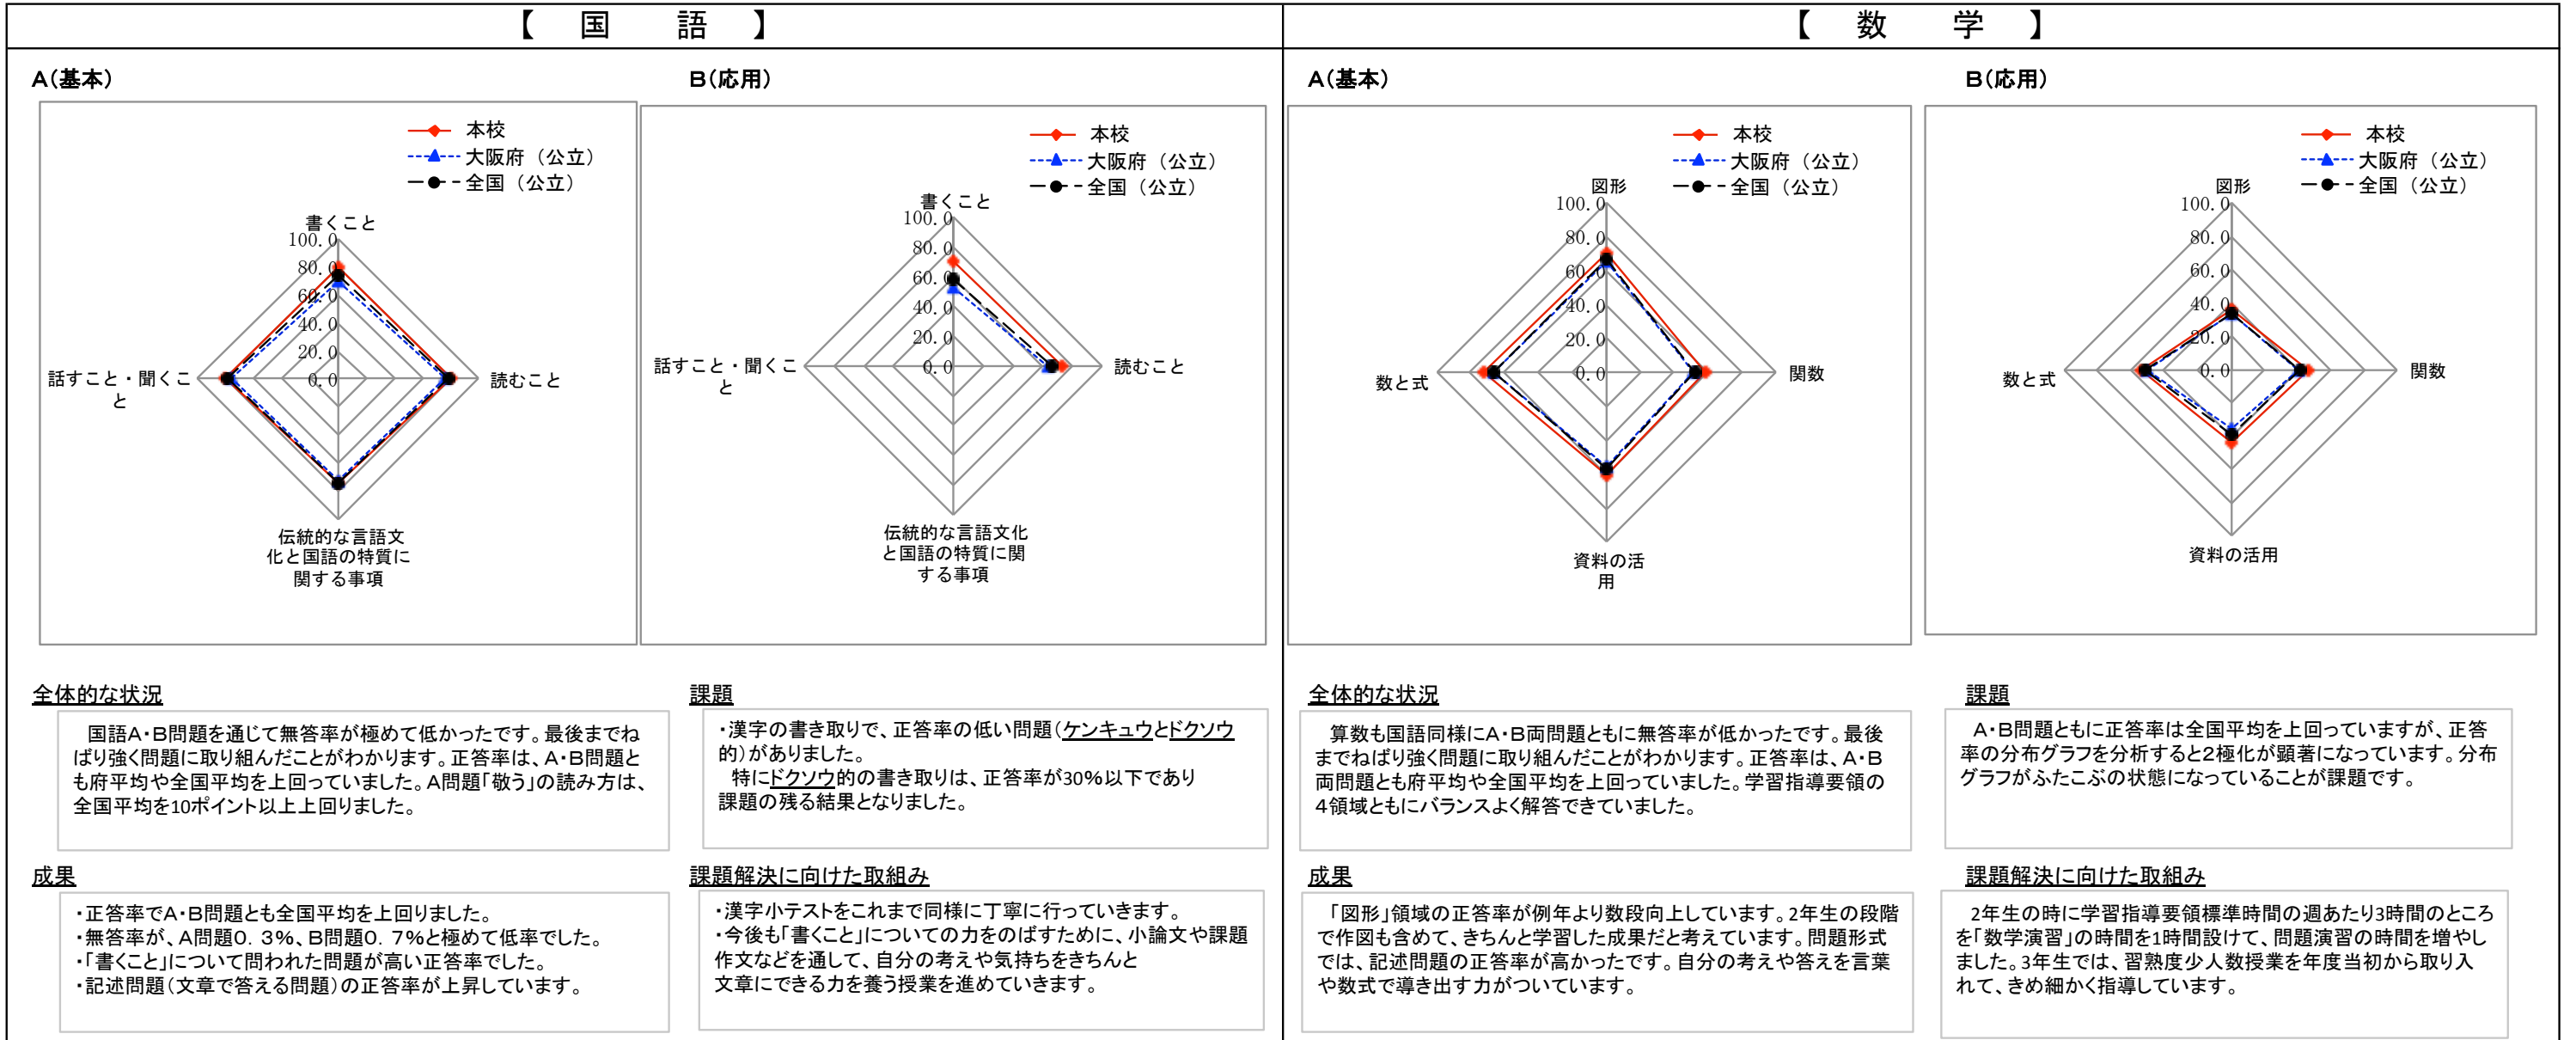 【 国 語 】
A(基本)
B(応用)
本校
大阪府（公立）
全国（公立）
書くこと
100.0
80.0
60.0
40.0
20.0
0.0
読むこと
話すこと・聞くこ
と
伝統的な言語文
化と国語の特質に
関する事項
本校
大阪府（公立）
全国（公立）
書くこと
100.0
80.0
60.0
40.0
20.0
0.0
読むこと
話すこと・聞くこ
と
伝統的な言語文化
と国語の特質に関
する事項
全体的な状況
国語A・B問題を通じて無答率が極めて低かったです。最後までね
ばり強く問題に取り組んだことがわかります。正答率は、A・B問題と
も府平均や全国平均を上回っていました。A問題「敬う」の読み方は、
全国平均を10ポイント以上上回りました。
課題
・漢字の書き取りで、正答率の低い問題（ケンキュウとドクソウ
的）がありました。
特にドクソウ的の書き取りは、正答率が30%以下であり
課題の残る結果となりました。
成果
・正答率でA・B問題とも全国平均を上回りました。
・無答率が、A問題0．3%、B問題0．7%と極めて低率でした。
・「書くこと」について問われた問題が高い正答率でした。
・記述問題（文章で答える問題）の正答率が上昇しています。
課題解決に向けた取組み
・漢字小テストをこれまで同様に丁寧に行っていきます。
・今後も「書くこと」についての力をのばすために、小論文や課題
作文などを通して、自分の考えや気持ちをきちんと
文章にできる力を養う授業を進めていきます。
【 数 学 】
A(基本)
B(応用)
本校
大阪府（公立）
全国（公立）
図形
100.0
80.0
60.0
40.0
20.0
0.0
関数
数と式
資料の活
用
本校
大阪府（公立）
全国（公立）
図形
100.0
80.0
60.0
40.0
20.0
0.0
関数
数と式
資料の活用
全体的な状況
算数も国語同様にA・B両問題ともに無答率が低かったです。最後
までねばり強く問題に取り組んだことがわかります。正答率は、A・B
両問題とも府平均や全国平均を上回っていました。学習指導要領の
4領域ともにバランスよく解答できていました。
課題
A・B問題ともに正答率は全国平均を上回っていますが、正答
率の分布グラフを分析すると2極化が顕著になっています。分布
グラフがふたこぶの状態になっていることが課題です。
成果
「図形」領域の正答率が例年より数段向上しています。2年生の段階
で作図も含めて、きちんと学習した成果だと考えています。問題形式
では、記述問題の正答率が高かったです。自分の考えや答えを言葉
や数式で導き出す力がついています。
課題解決に向けた取組み
2年生の時に学習指導要領標準時間の週あたり3時間のところ
を「数学演習」の時間を1時間設けて、問題演習の時間を増やし
ました。3年生では、習熟度少人数授業を年度当初から取り入
れて、きめ細かく指導しています。